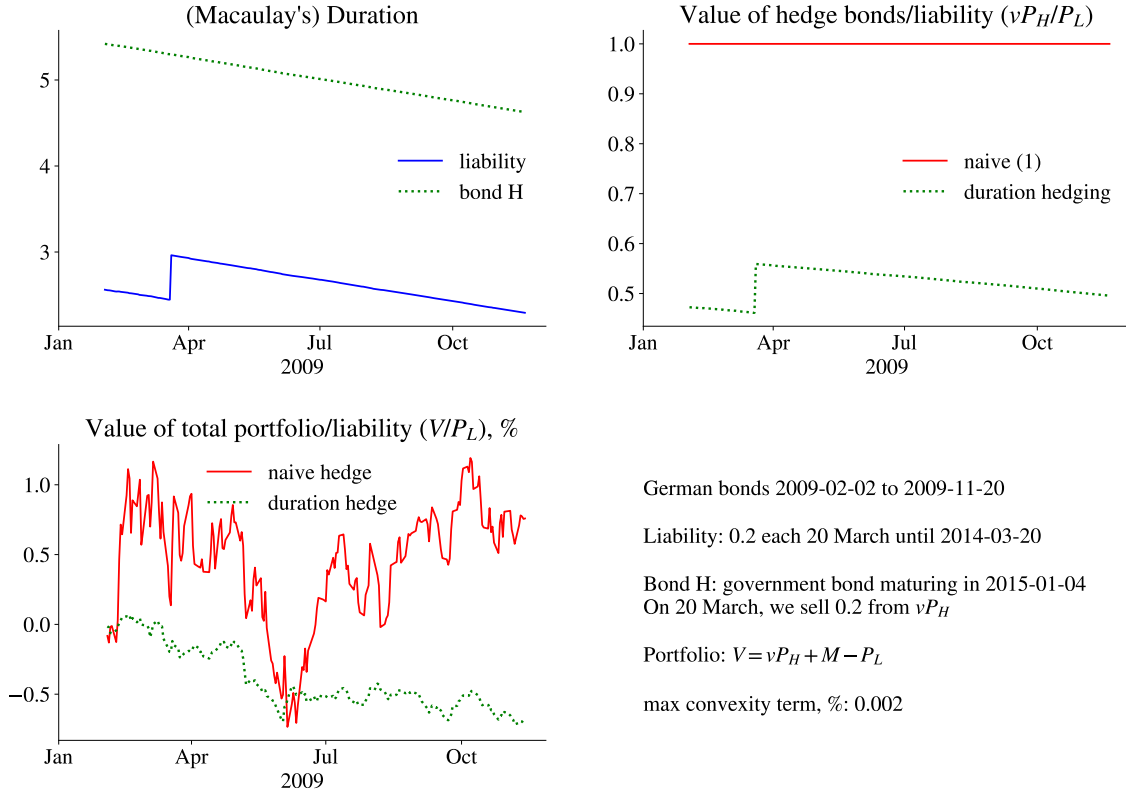 (Macaulay's) Duration
5
4
3
liability
bond H
Jan
Apr
Jul
Oct
2009
Value of hedge bonds/liability (vP_H/P_L)
1.0
0.9
0.8
0.7
0.6
0.5
naive (1)
duration hedging
Jan
Apr
Jul
Oct
2009
Value of total portfolio/liability (V/P_L), %
1.0
0.5
0.0
−0.5
naive hedge
duration hedge
Jan
Apr
Jul
Oct
2009
German bonds 2009-02-02 to 2009-11-20
Liability: 0.2 each 20 March until 2014-03-20
Bond H: government bond maturing in 2015-01-04
On 20 March, we sell 0.2 from vP_H
Portfolio: V = vP_H + M − P_L
max convexity term, %: 0.002